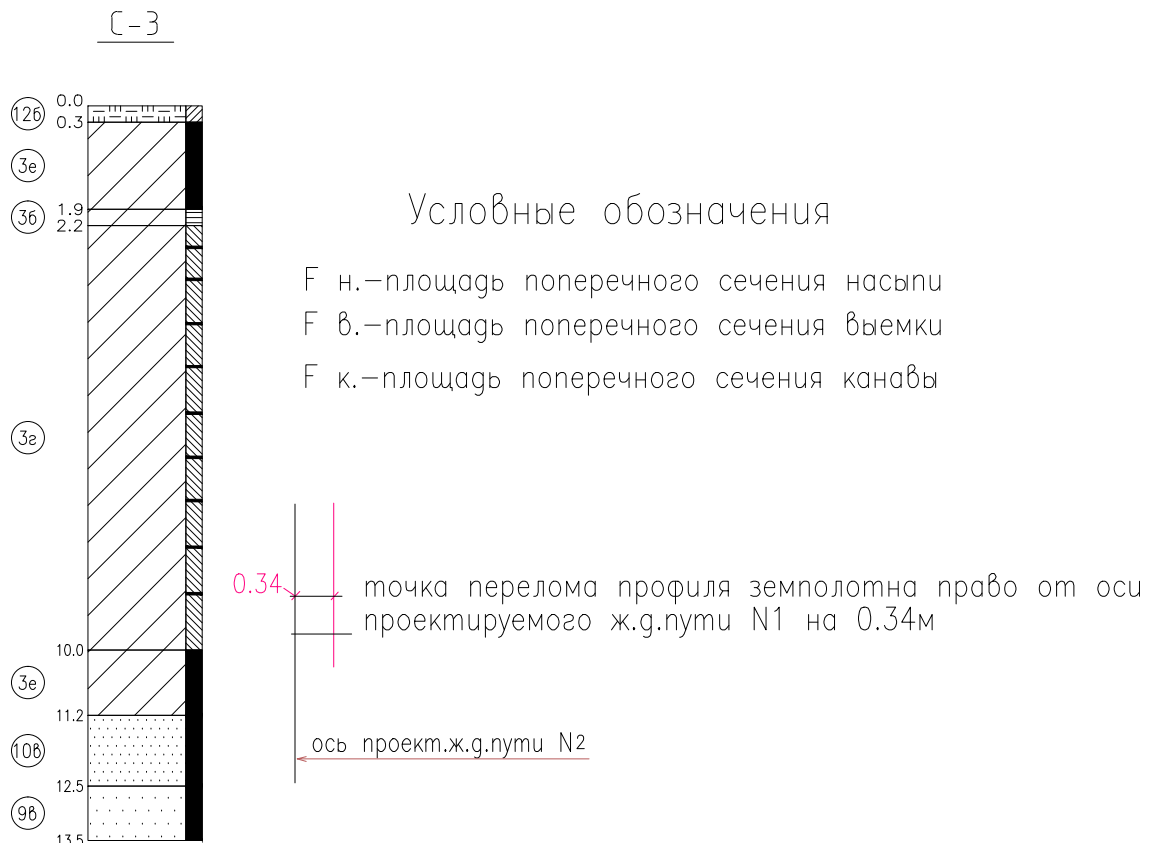 С-3
0.0
12б
0.3
3е
1.9
3б
2.2
Условные обозначения
F н.-площадь поперечного сечения насыпи
F в.-площадь поперечного сечения выемки
F к.-площадь поперечного сечения канавы
3г
0.34
точка перелома профиля земполотна право от оси
проектируемого ж.д.пути N1 на 0.34м
10.0
3е
11.2
ось проект.ж.д.пути N2
10в
12.5
9в
13.5